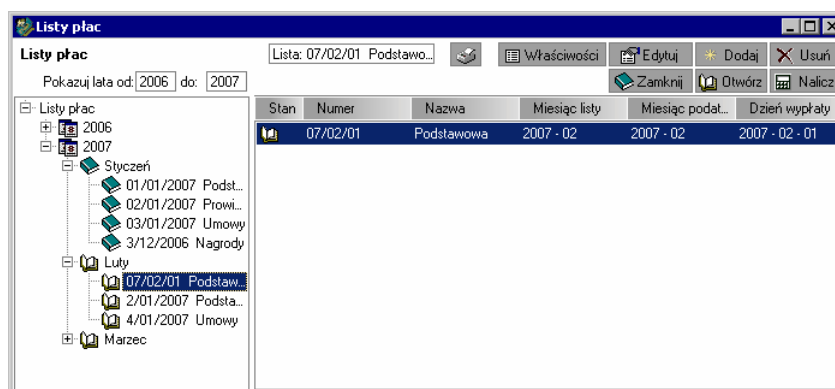 Listy płac
Listy płac Lista: 07/02/01 Podstawo... Właściwości Edytuj Dodaj Usuń
Pokazuj lata od: 2006 do: 2007 Zamknij Otwórz Nalicz
Listy płac
2006
2007
Styczeń
01/01/2007 Podst...
02/01/2007 Prowi...
03/01/2007 Umowy
3/12/2006 Nagrody
Luty
07/02/01 Podstaw...
2/01/2007 Podsta...
4/01/2007 Umowy
Marzec
Stan Numer Nazwa Miesiąc listy Miesiąc podat... Dzień wypłaty
07/02/01 Podstawowa 2007 - 02 2007 - 02 2007 - 02 - 01